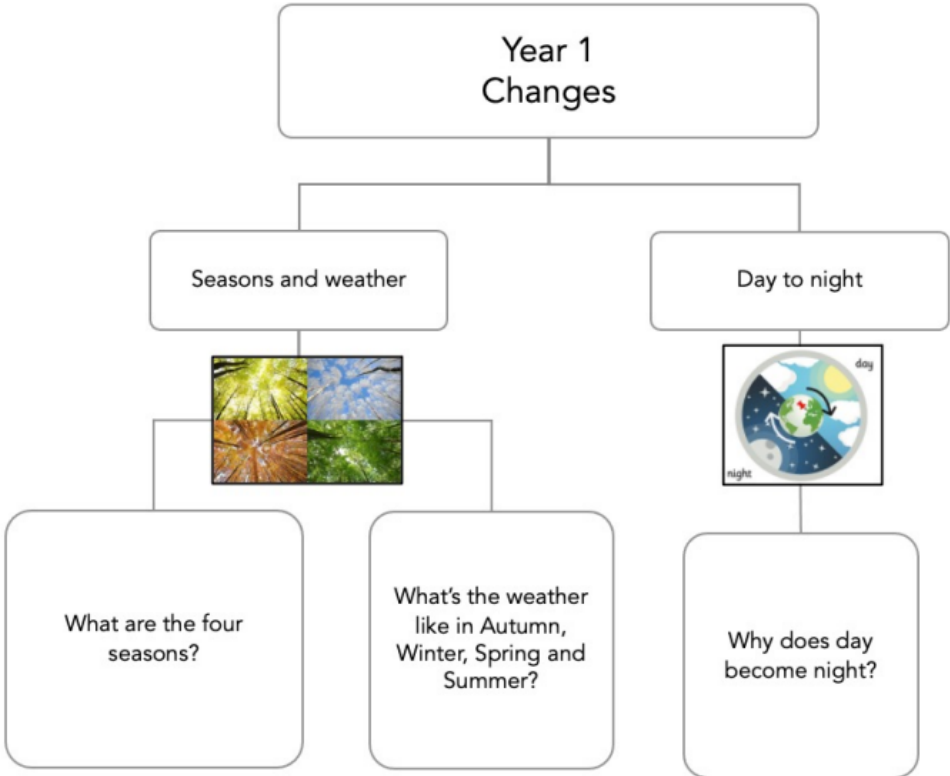 Year 1
Changes
Seasons and weather
Day to night
day
night
What are the four
seasons?
What's the weather
like in Autumn,
Winter, Spring and
Summer?
Why does day
become night?